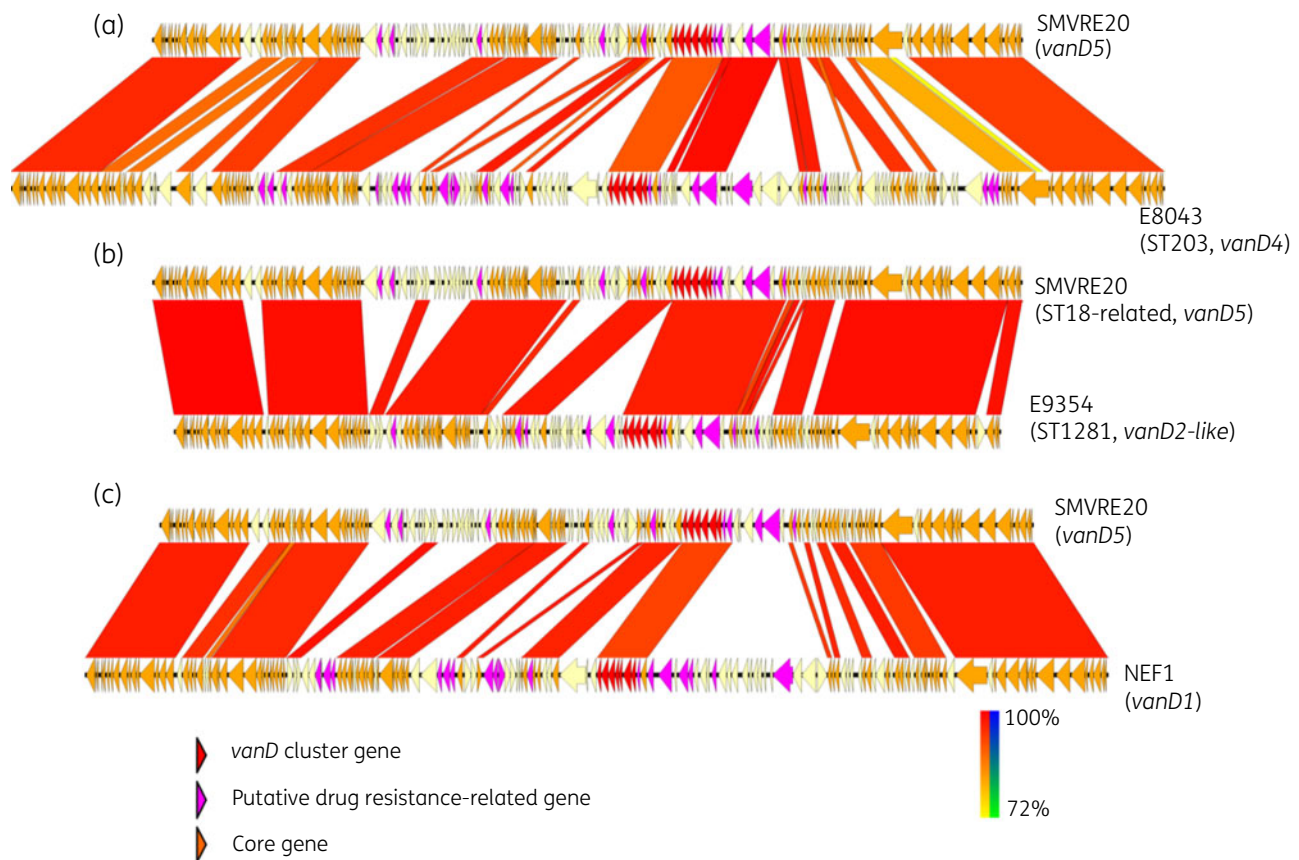 (a)
SMVRE20
(vanD5)
E8043
(ST203, vanD4)
(b)
SMVRE20
(ST18-related, vanD5)
E9354
(ST1281, vanD2-like)
(c)
SMVRE20
(vanD5)
NEF1
(vanD1)
100%
72%
vanD cluster gene
Putative drug resistance-related gene
Core gene